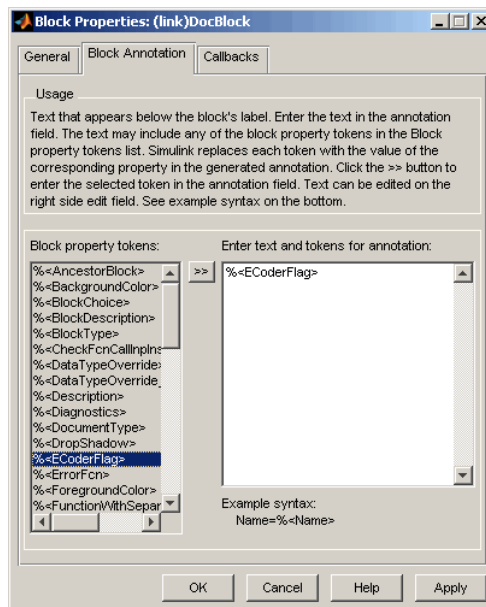 Block Properties: (link)DocBlock
General Block Annotation Callbacks
Usage
Text that appears below the block's label. Enter the text in the annotation
field. The text may include any of the block property tokens in the Block
property tokens list. Simulink replaces each token with the value of the
corresponding property in the generated annotation. Click the >> button to
enter the selected token in the annotation field. Text can be edited on the
right side edit field. See example syntax on the bottom.
Block property tokens:
%<AncestorBlock>
%<BackgroundColor>
%<BlockChoice>
%<BlockDescription>
%<BlockType>
%<CheckFcnCallInpIns
%<DataTypeOverride>
%<DataTypeOverride_
%<Description>
%<Diagnostics>
%<DocumentType>
%<DropShadow>
%<ECoderFlag>
%<ErrorFcn>
%<ForegroundColor>
%<FunctionWithSepar
>>
Enter text and tokens for annotation:
%<ECoderFlag>
Example syntax:
Name=%<Name>
OK Cancel Help Apply